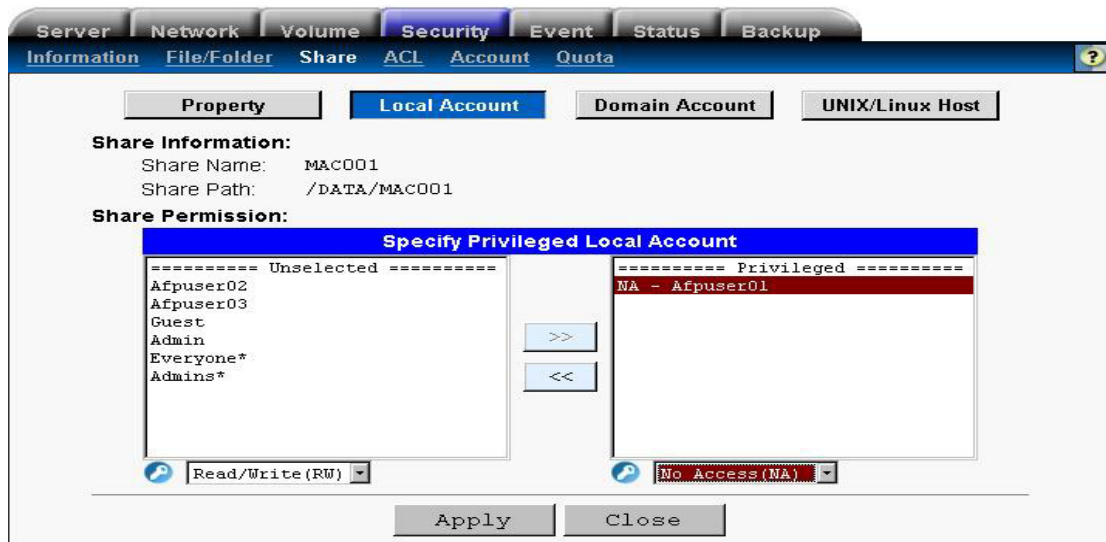 Server Network Volume Security Event Status Backup
Information File/Folder Share ACL Account Quota ?
Property Local Account Domain Account UNIX/Linux Host
Share Information:
Share Name: MAC001
Share Path: /DATA/MAC001
Share Permission:
Specify Privileged Local Account
========== Unselected ========== ========== Privileged ==========
Afpuser02 NA - Afpuser01
Afpuser03
Guest
Admin
>>
Everyone*
Admins*
<<
Read/Write(RW) No Access(NA)
Apply Close